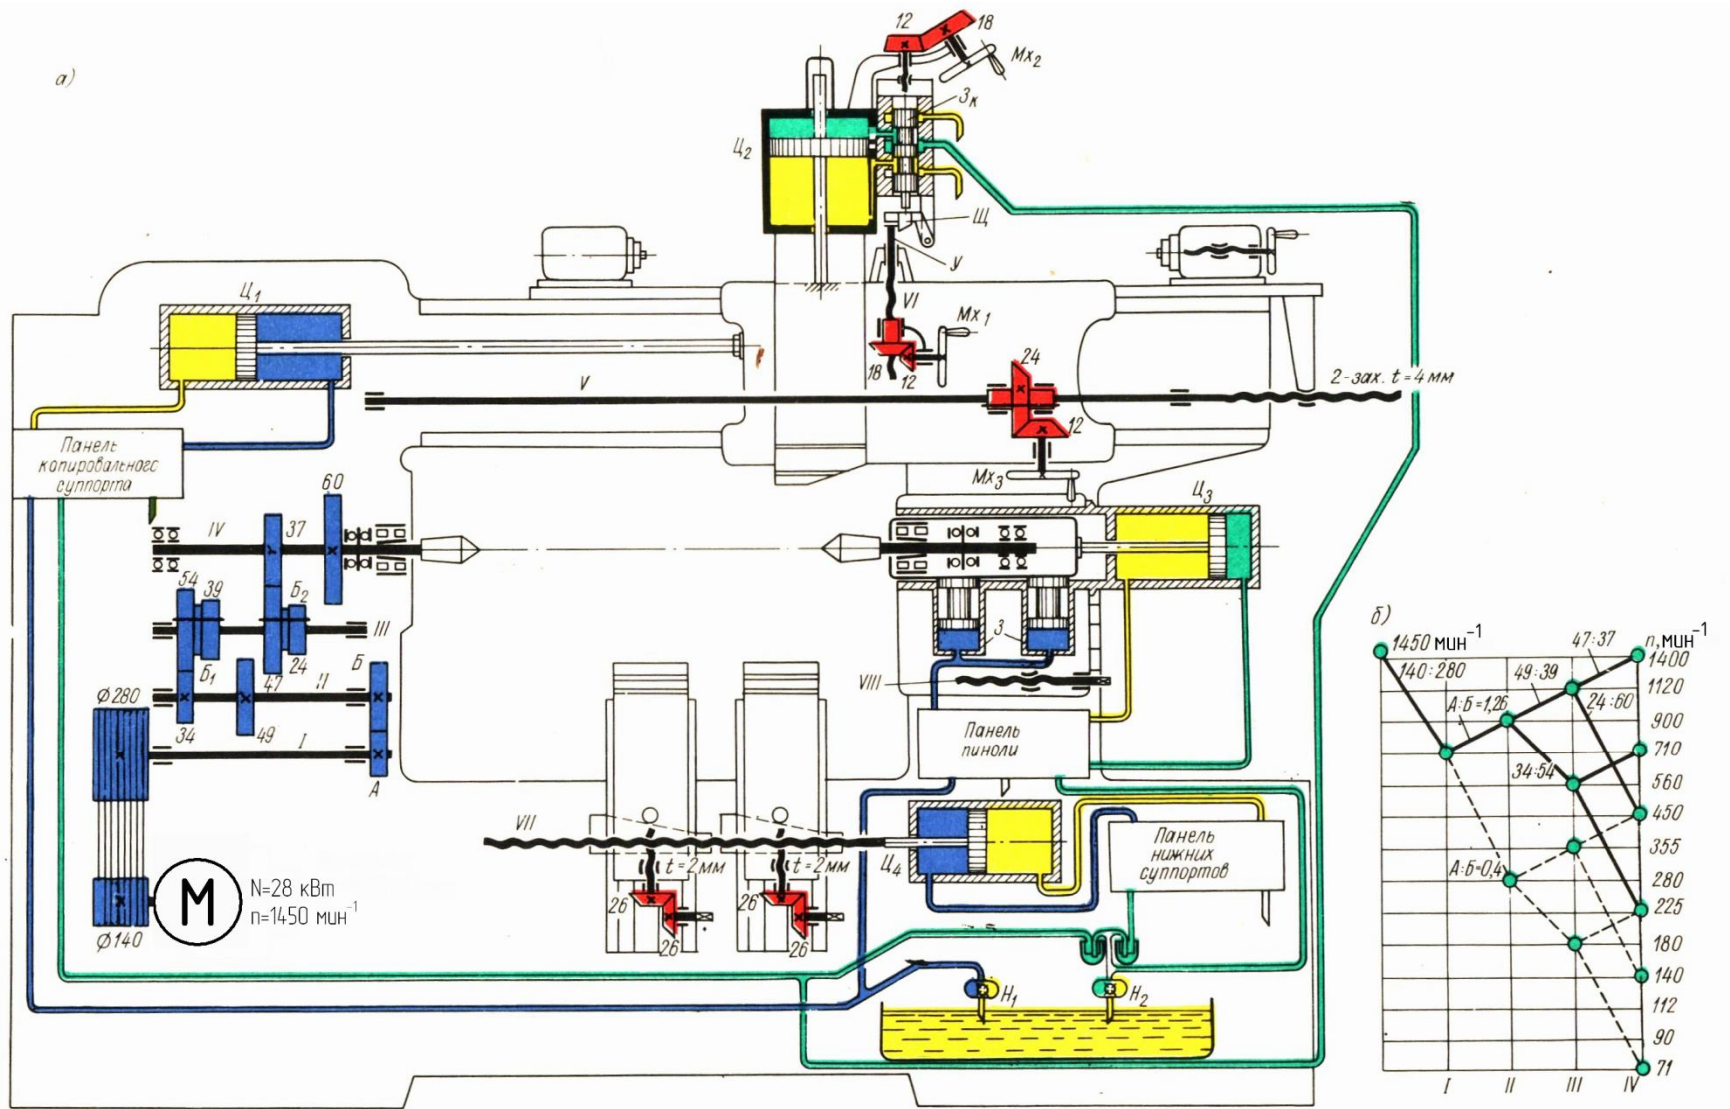 а)
12
18
Мх₂
Зк
Ц₂
Щ
У
VI
Мх₁
18
12
Ц₁
V
24
2-зах. t=4 мм
12
Мх₃
Панель
копировального
суппорта
60
IV
37
Ц₃
54
39
Б₂
III
Б₁
24
Б
47
II
34
49
I
А
Ø280
З
VIII
Панель
пиноли
VII
t=2мм
t=2мм
Ц₄
Панель
нижних
суппортов
26
26
26
26
М
N=28 кВт
n=1450 мин⁻¹
Ø140
Н₁
Н₂
б)
1450 мин⁻¹
47:37
n, мин⁻¹
140:280
49:39
1400
1120
А:Б=1,26
24:60
900
710
34:54
560
450
355
А:Б=0,4
280
225
180
140
112
90
71
I
II
III
IV